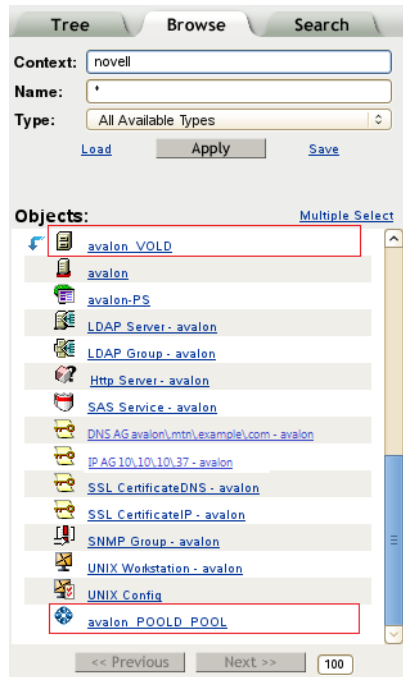 Tree Browse Search
Context: novell
Name: *
Type: All Available Types
Load Apply Save
Objects: Multiple Select
avalon_VOLD
avalon
avalon-PS
LDAP Server - avalon
LDAP Group - avalon
Http Server - avalon
SAS Service - avalon
DNS AG avalon\.mtn\.example\.com - avalon
IP AG 10\.10\.10\.37 - avalon
SSL CertificateDNS - avalon
SSL CertificateIP - avalon
SNMP Group - avalon
UNIX Workstation - avalon
UNIX Config
avalon_POOLD_POOL
<< Previous Next >> 100